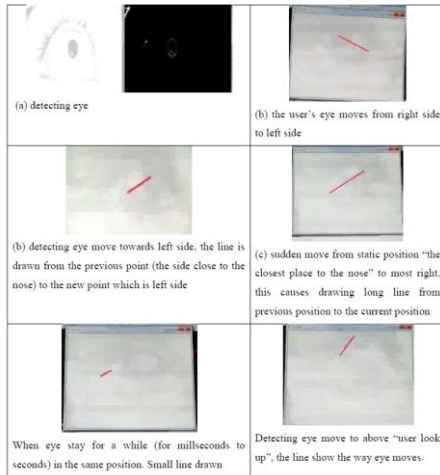 (a) detecting eye
(b) the user's eye moves from right side
to left side
(b) detecting eye move towards left side, the line is
drawn from the previous point (the side close to the
nose) to the new point which is left side
(c) sudden move from static position “the
closest place to the nose” to most right,
this causes drawing long line from
previous position to the current position
When eye stay for a while (for millseconds to
seconds) in the same position. Small line drawn
Detecting eye move to above “user look
up”, the line show the way eye moves.